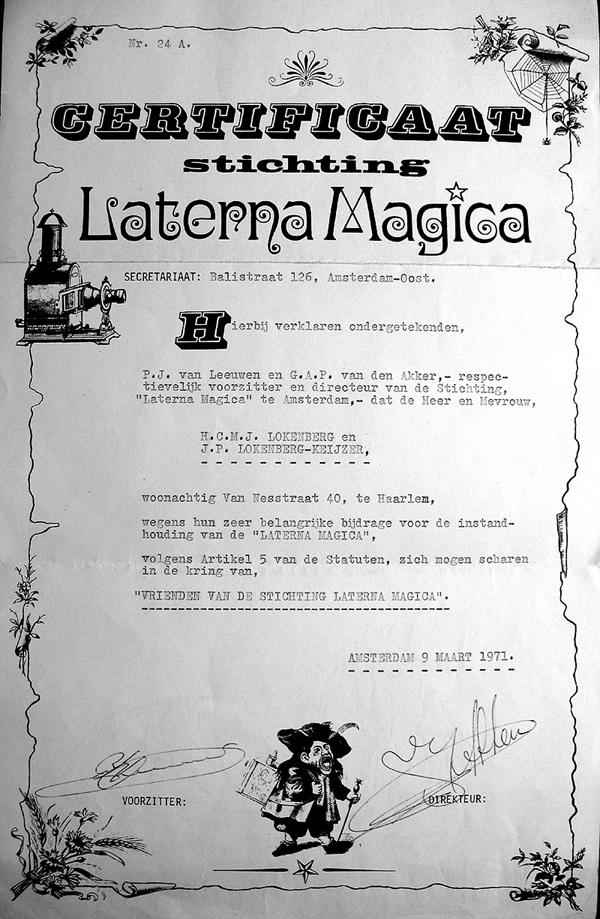 Nr. 24 A.
CERTIFICAAT
stichting
Laterna Magica
SECRETARIAAT: Balistraat 126, Amsterdam-Oost.
Hierbij verklaren ondergetekenden,
P.J. van Leeuwen en G.A.P. van den Akker,- respec-
tievelijk voorzitter en directeur van de Stichting,
"Laterna Magica" te Amsterdam,- dat de Heer en Mevrouw,
H.C.M.J. LOKENBERG en
J.P. LOKENBERG-KEIJZER,
woonachtig Van Nesstraat 40, te Haarlem,
wegens hun zeer belangrijke bijdrage voor de instand-
houding van de "LATERNA MAGICA",
volgens Artikel 5 van de Statuten, zich mogen scharen
in de kring van,
"VRIENDEN VAN DE STICHTING LATERNA MAGICA".
AMSTERDAM 9 MAART 1971.
VOORZITTER:
DIREKTEUR: